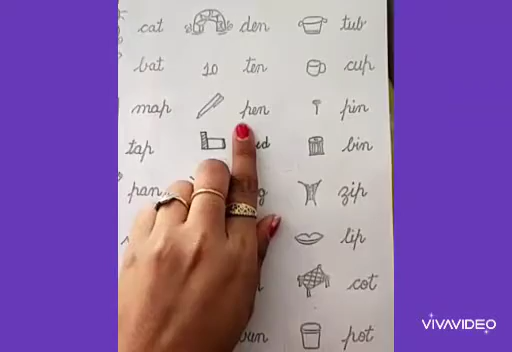 cat den tub
bat 10 ten cup
map pen pin
tap bin
pan zip
lip
cot
pot
VIVAVIDEO